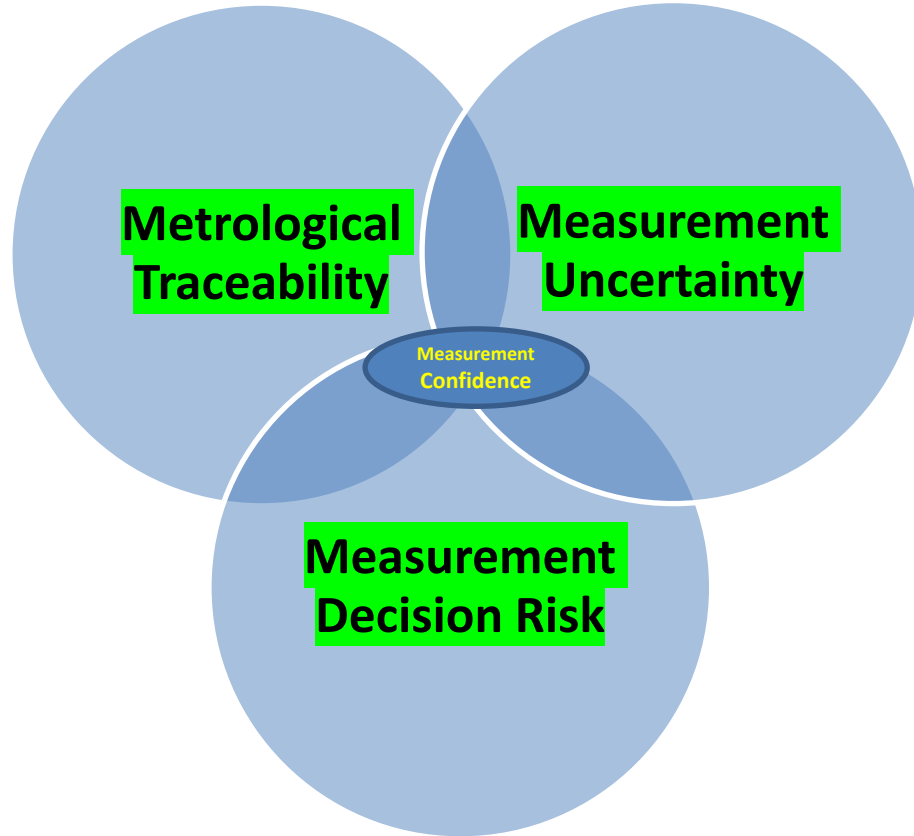 Metrological
Traceability
Measurement
Uncertainty
Measurement
Confidence
Measurement
Decision Risk